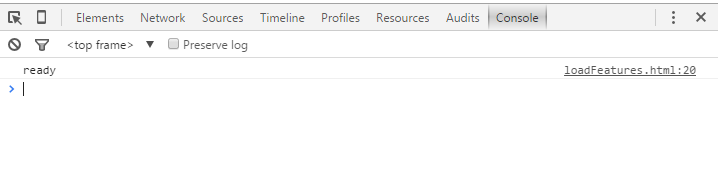 Elements Network Sources Timeline Profiles Resources Audits Console
<top frame> ▼ Preserve log
ready loadFeatures.html:20
>